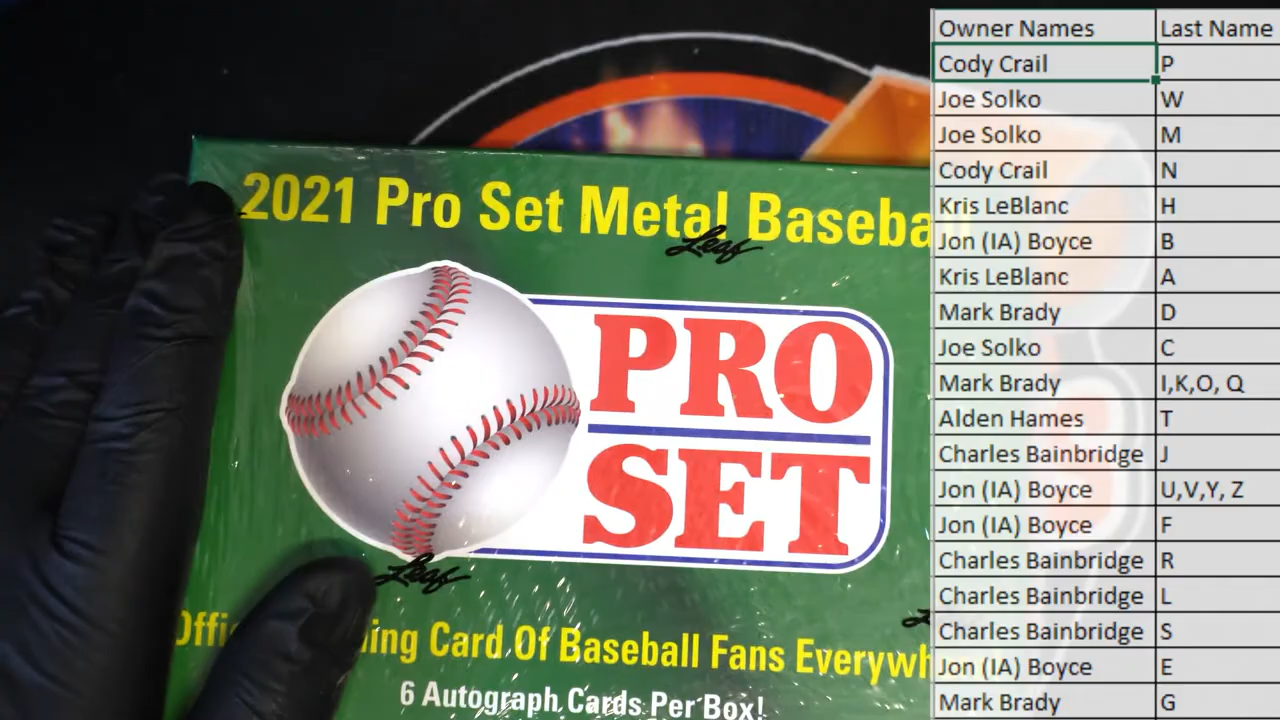 2021 Pro Set Metal
Leaf
PRO
SET
Leaf
Card Of Baseball Fans
6 Autograph Cards Per Box!
Owner Names Last Name
Cody Crail P
Joe Solko W
Joe Solko M
Cody Crail N
Kris LeBlanc H
Jon (IA) Boyce B
Kris LeBlanc A
Mark Brady D
Joe Solko C
Mark Brady I,K,O, Q
Alden Hames T
Charles Bainbridge J
Jon (IA) Boyce U,V,Y, Z
Jon (IA) Boyce F
Charles Bainbridge R
Charles Bainbridge L
Charles Bainbridge S
Jon (IA) Boyce E
Mark Brady G